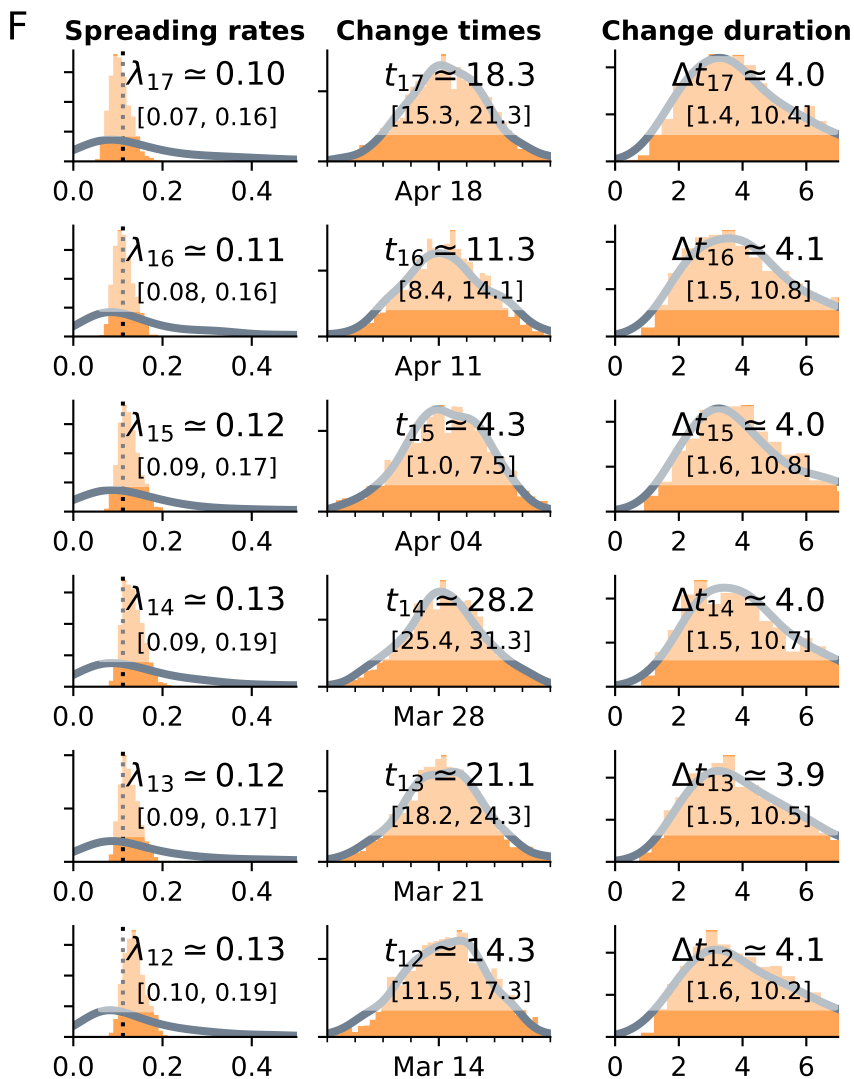 F
Spreading rates Change times Change duration
λ17 ≃ 0.10 t17 ≃ 18.3 Δt17 ≃ 4.0
[0.07, 0.16] [15.3, 21.3] [1.4, 10.4]
0.0 0.2 0.4 Apr 18 0 2 4 6
λ16 ≃ 0.11 t16 ≃ 11.3 Δt16 ≃ 4.1
[0.08, 0.16] [8.4, 14.1] [1.5, 10.8]
0.0 0.2 0.4 Apr 11 0 2 4 6
λ15 ≃ 0.12 t15 ≃ 4.3 Δt15 ≃ 4.0
[0.09, 0.17] [1.0, 7.5] [1.6, 10.8]
0.0 0.2 0.4 Apr 04 0 2 4 6
λ14 ≃ 0.13 t14 ≃ 28.2 Δt14 ≃ 4.0
[0.09, 0.19] [25.4, 31.3] [1.5, 10.7]
0.0 0.2 0.4 Mar 28 0 2 4 6
λ13 ≃ 0.12 t13 ≃ 21.1 Δt13 ≃ 3.9
[0.09, 0.17] [18.2, 24.3] [1.5, 10.5]
0.0 0.2 0.4 Mar 21 0 2 4 6
λ12 ≃ 0.13 t12 ≃ 14.3 Δt12 ≃ 4.1
[0.10, 0.19] [11.5, 17.3] [1.6, 10.2]
0.0 0.2 0.4 Mar 14 0 2 4 6